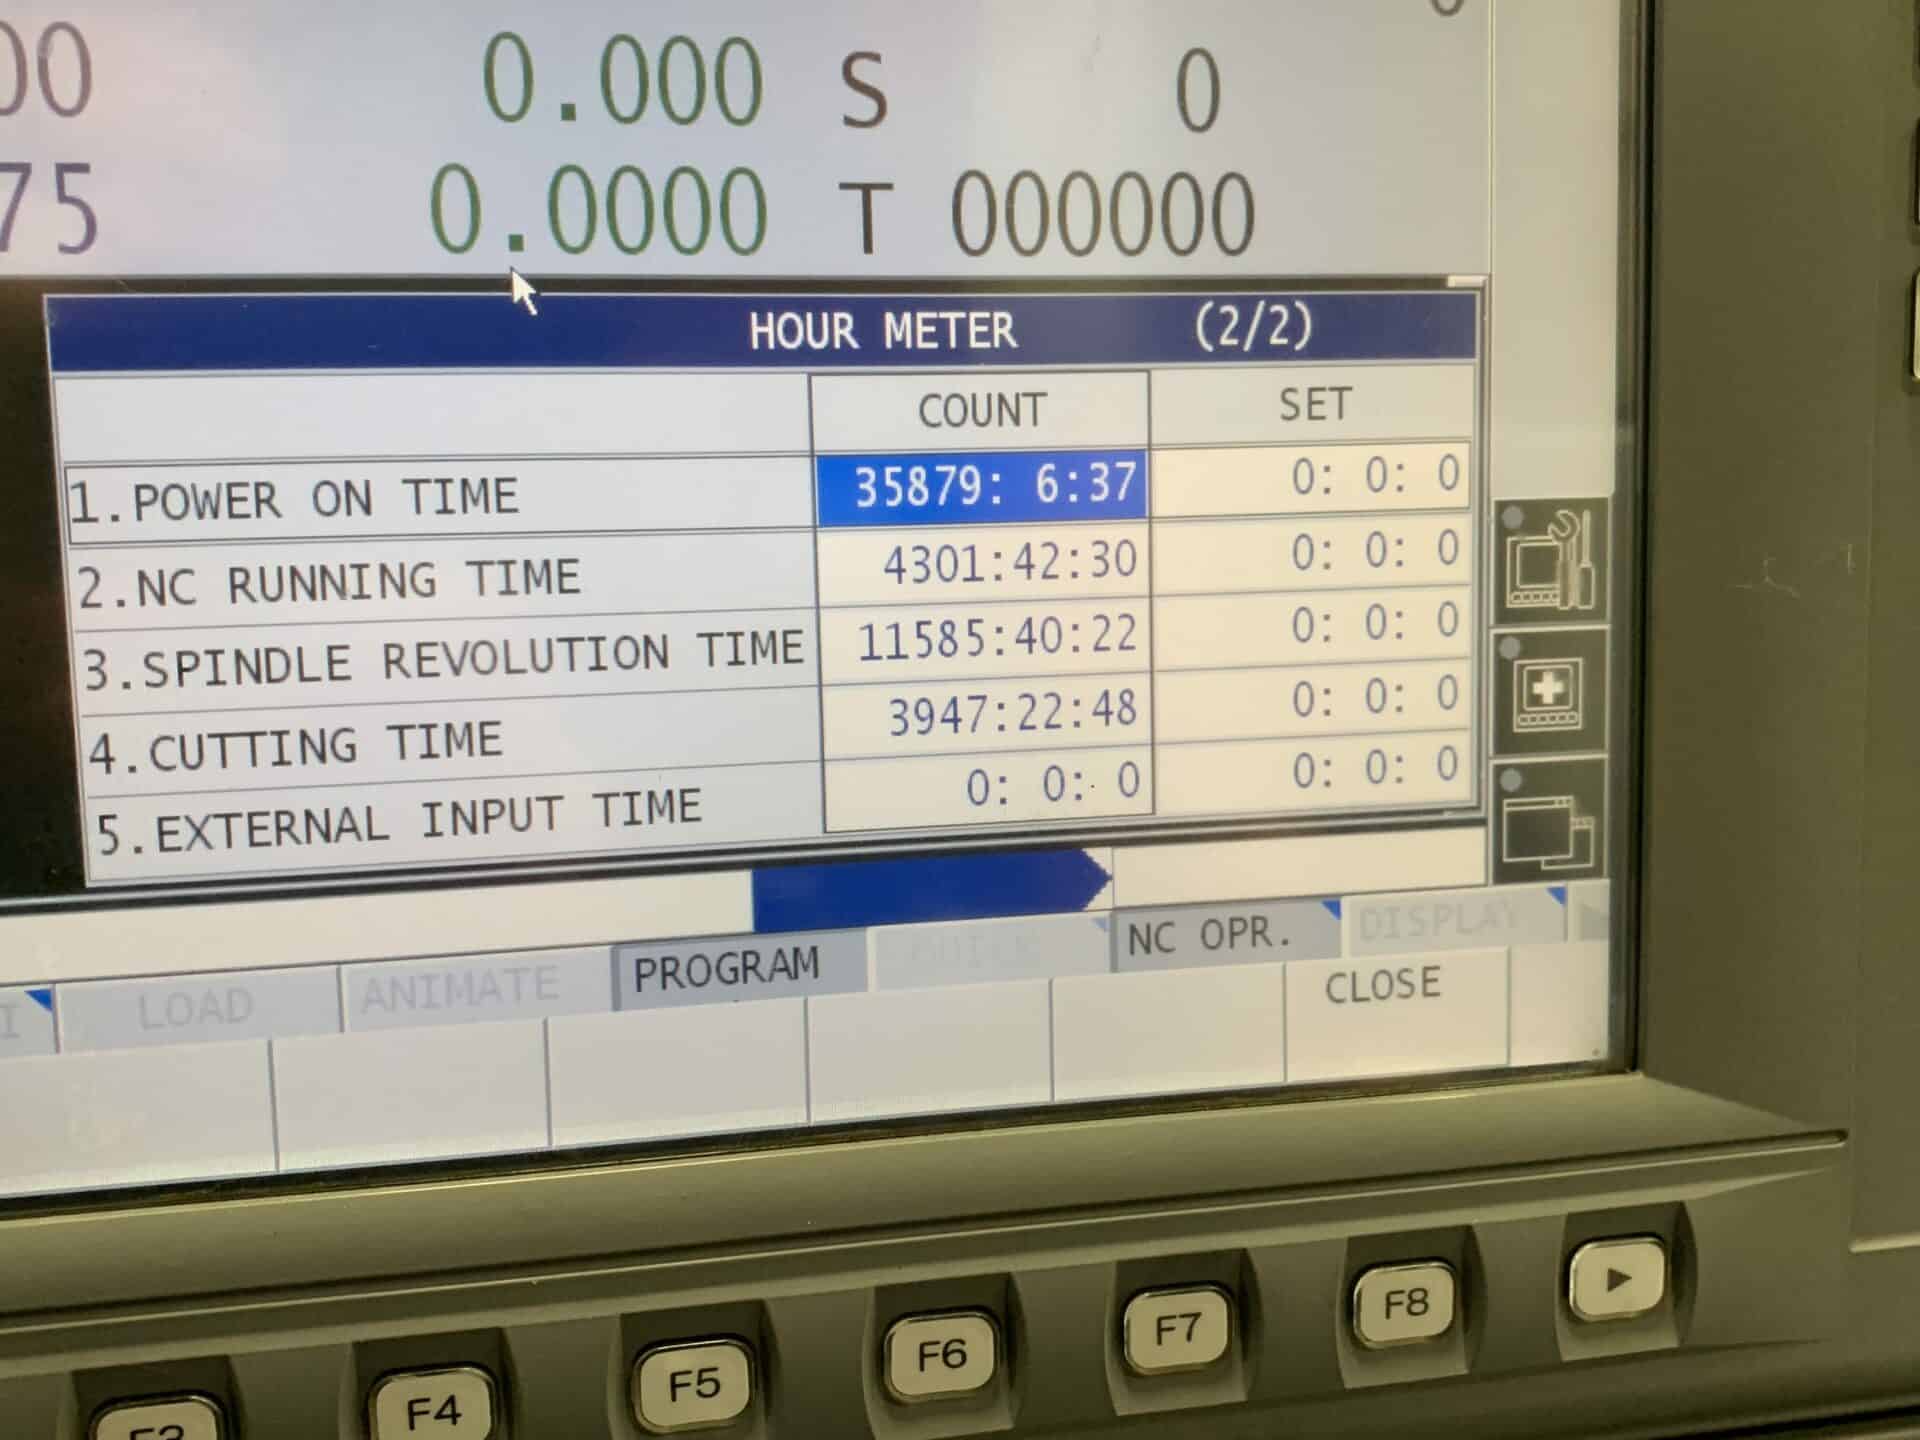 00 0.000 S 0
75 0.0000 T 000000
HOUR METER (2/2)
COUNT SET
1.POWER ON TIME 35879: 6:37 0: 0: 0
2.NC RUNNING TIME 4301:42:30 0: 0: 0
3.SPINDLE REVOLUTION TIME 11585:40:22 0: 0: 0
4.CUTTING TIME 3947:22:48 0: 0: 0
5.EXTERNAL INPUT TIME 0: 0: 0 0: 0: 0
LOAD ANIMATE PROGRAM QUICK NC OPR. DISPLAY
CLOSE
F3 F4 F5 F6 F7 F8